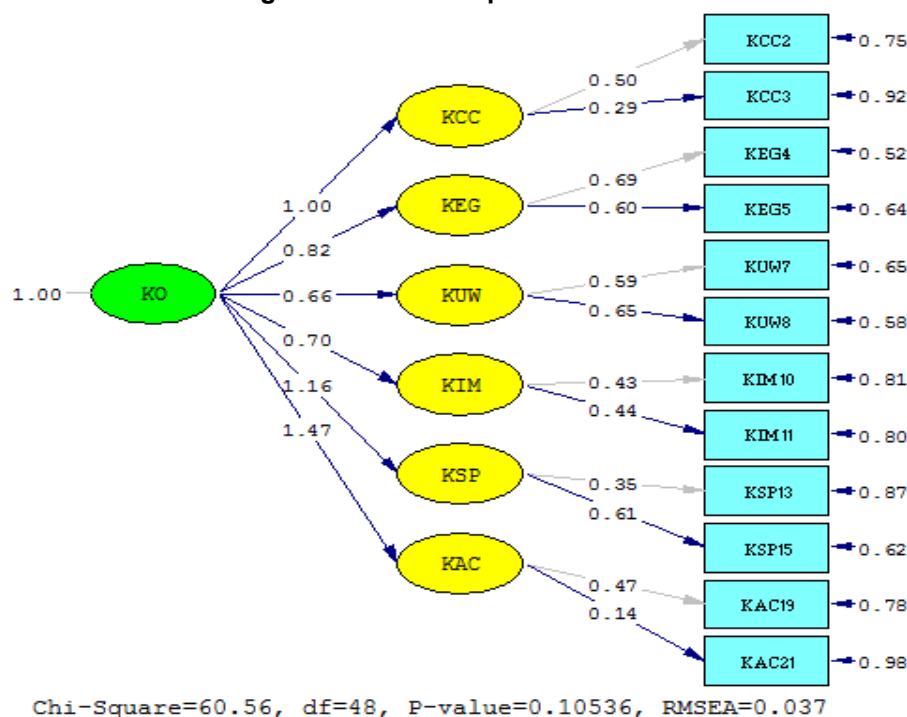 KCC2
0.75
0.50
KCC3
0.92
KCC
0.29
KEG4
0.52
0.69
KEG
0.60
KEG5
0.64
1.00
0.82
KUW7
0.65
0.59
1.00
KO
0.66
KUW
0.65
KUW8
0.58
0.70
KIM10
0.81
0.43
KIM
0.44
1.16
KIM11
0.80
1.47
KSP
0.35
KSP13
0.87
0.61
KSP15
0.62
KAC
0.47
KAC19
0.78
0.14
KAC21
0.98
Chi-Square=60.56, df=48, P-value=0.10536, RMSEA=0.037